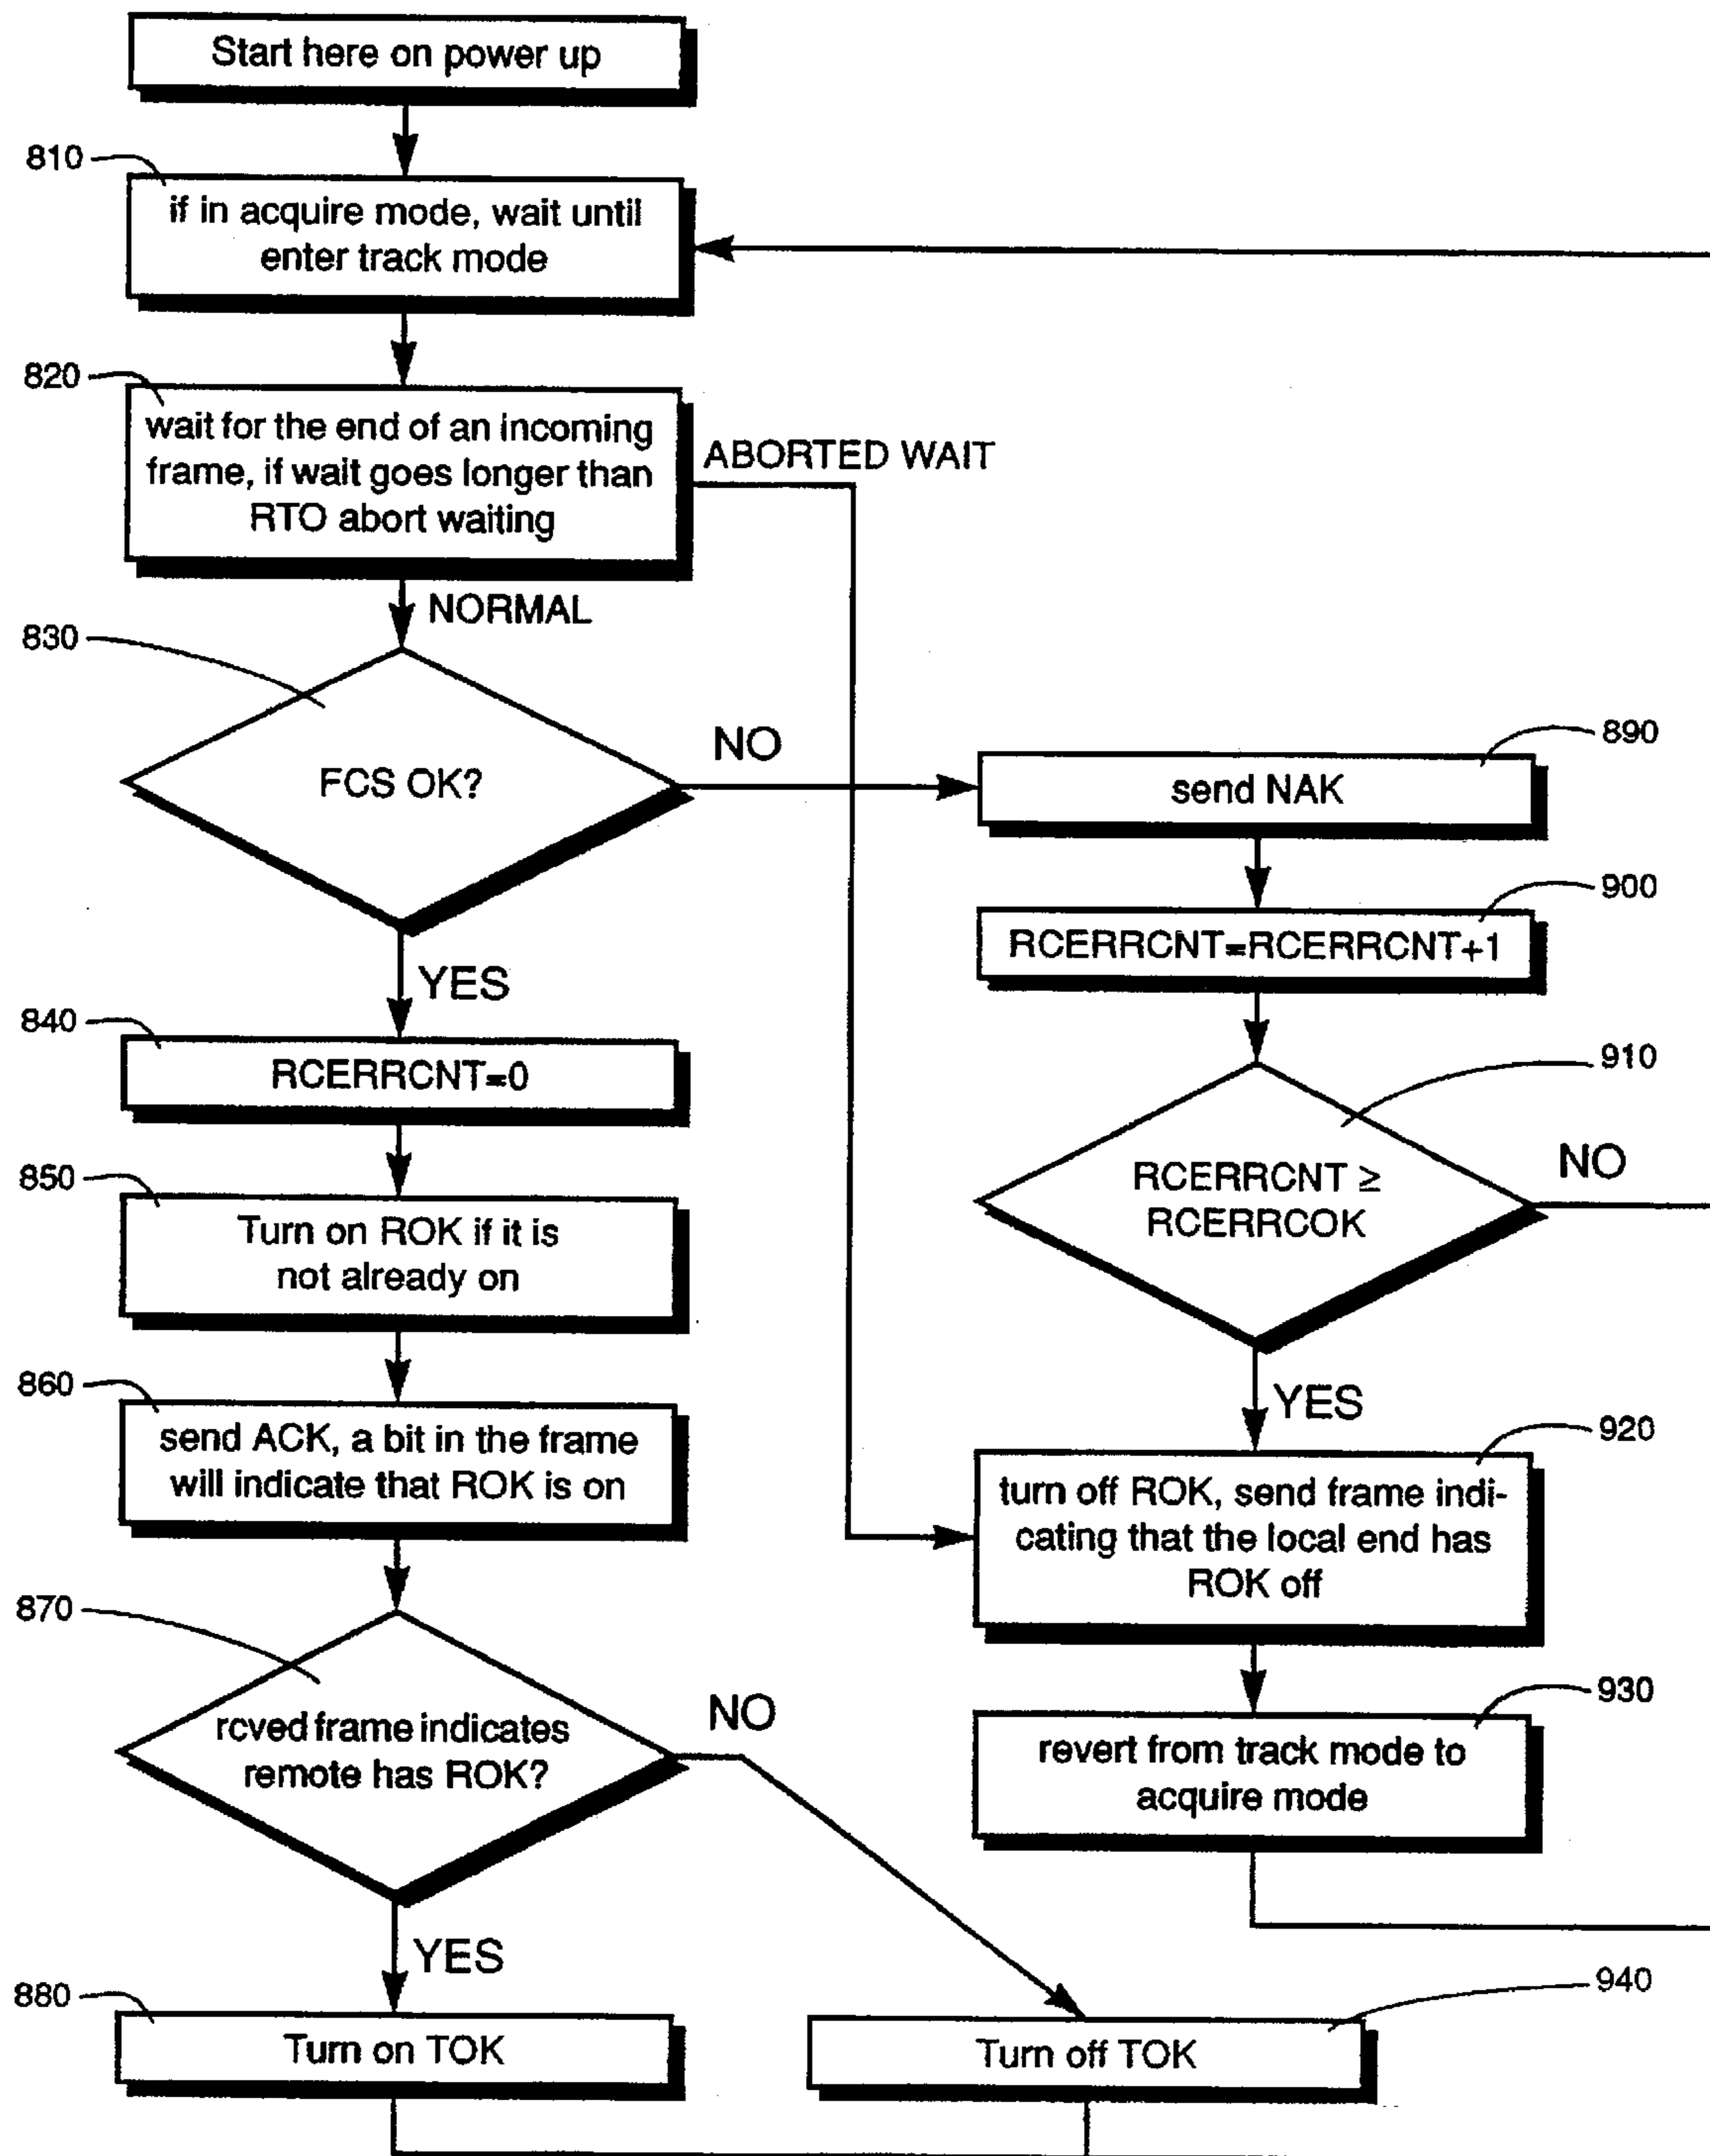 Start here on power up
810
if in acquire mode, wait until
enter track mode
820
wait for the end of an incoming
frame, if wait goes longer than
RTO abort waiting
ABORTED WAIT
NORMAL
830
FCS OK?
NO
YES
840
RCERRCNT=0
850
Turn on ROK if it is
not already on
860
send ACK, a bit in the frame
will indicate that ROK is on
870
rcved frame indicates
remote has ROK?
NO
YES
880
Turn on TOK
890
send NAK
900
RCERRCNT=RCERRCNT+1
910
RCERRCNT ≥
RCERRCOK
NO
YES
920
turn off ROK, send frame indi-
cating that the local end has
ROK off
930
revert from track mode to
acquire mode
940
Turn off TOK